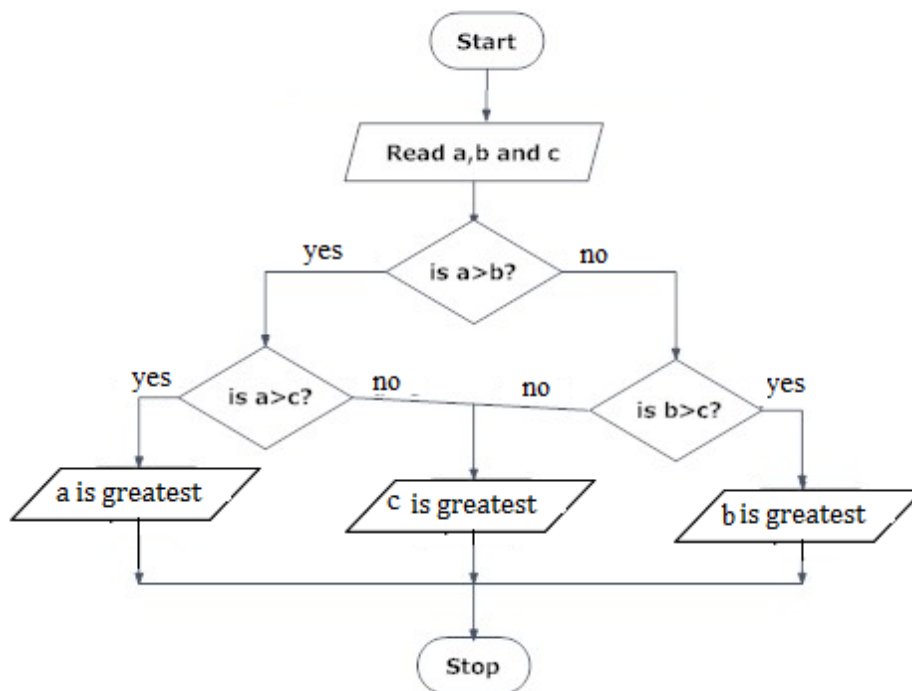 Start
Read a,b and c
is a>b?
yes
no
is a>c?
yes
no
is b>c?
no
yes
a is greatest
c is greatest
b is greatest
Stop